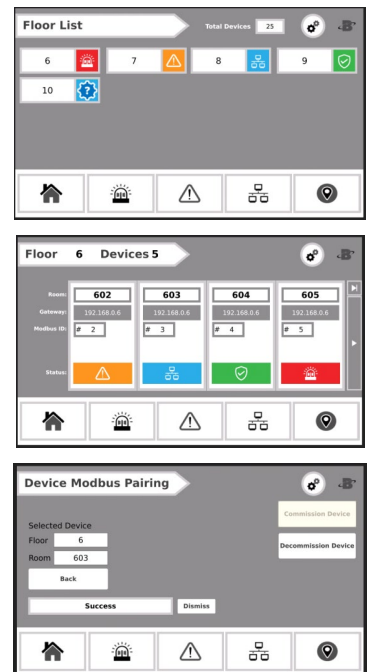 Floor List Total Devices 25
6 7 8 9
10 ?
Floor 6 Devices 5
Room: 602 603 604 605
Gateway: 192.168.0.6 192.168.0.6 192.168.0.6 192.168.0.6
Modbus ID: # 2 # 3 # 4 # 5
Status:
Device Modbus Pairing
Commission Device
Selected Device
Floor 6
Decommission Device
Room 603
Back
Success Dismiss